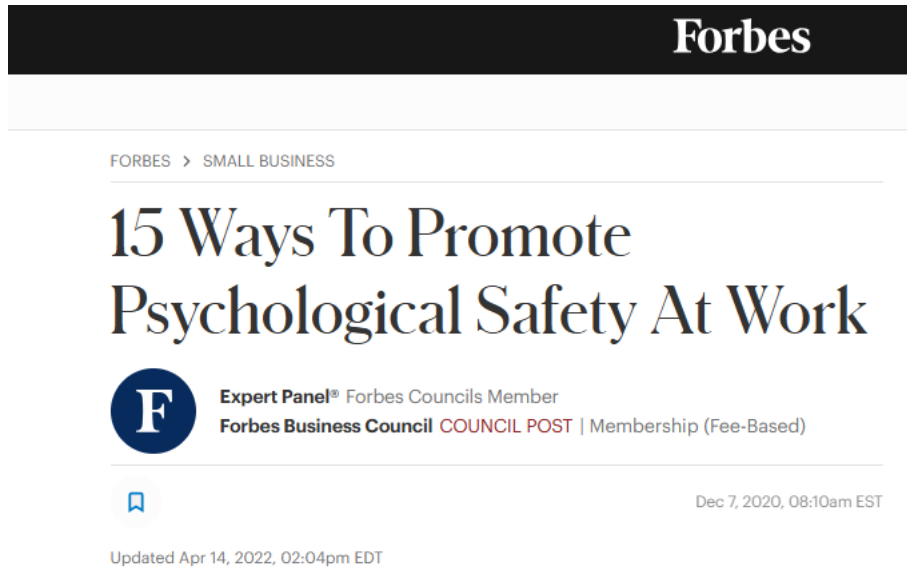 Forbes
FORBES > SMALL BUSINESS
15 Ways To Promote
Psychological Safety At Work
F
Expert Panel® Forbes Councils Member
Forbes Business Council COUNCIL POST | Membership (Fee-Based)
Dec 7, 2020, 08:10am EST
Updated Apr 14, 2022, 02:04pm EDT